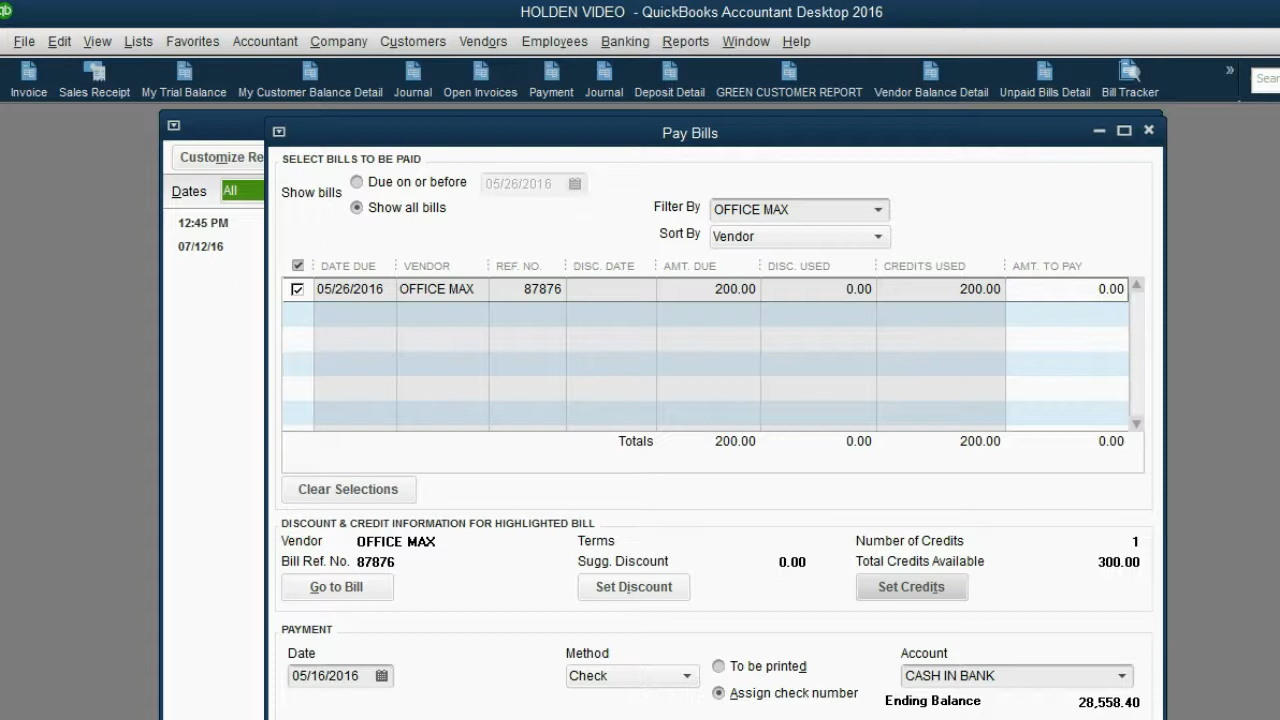 qb
HOLDEN VIDEO - QuickBooks Accountant Desktop 2016
File Edit View Lists Favorites Accountant Company Customers Vendors Employees Banking Reports Window Help
Invoice Sales Receipt My Trial Balance My Customer Balance Detail Journal Open Invoices Payment Journal Deposit Detail GREEN CUSTOMER REPORT Vendor Balance Detail Unpaid Bills Detail Bill Tracker » Sear
Pay Bills
Customize Re
Dates All
12:45 PM
07/12/16
SELECT BILLS TO BE PAID
Show bills
Due on or before 05/26/2016
Show all bills
Filter By OFFICE MAX
Sort By Vendor
DATE DUE VENDOR REF. NO. DISC. DATE AMT. DUE DISC. USED CREDITS USED AMT. TO PAY
05/26/2016 OFFICE MAX 87876 200.00 0.00 200.00 0.00
Totals 200.00 0.00 200.00 0.00
Clear Selections
DISCOUNT & CREDIT INFORMATION FOR HIGHLIGHTED BILL
Vendor OFFICE MAX Terms Number of Credits 1
Bill Ref. No. 87876 Sugg. Discount 0.00 Total Credits Available 300.00
Go to Bill Set Discount Set Credits
PAYMENT
Date Method Account
05/16/2016 Check To be printed CASH IN BANK
Assign check number Ending Balance 28,558.40